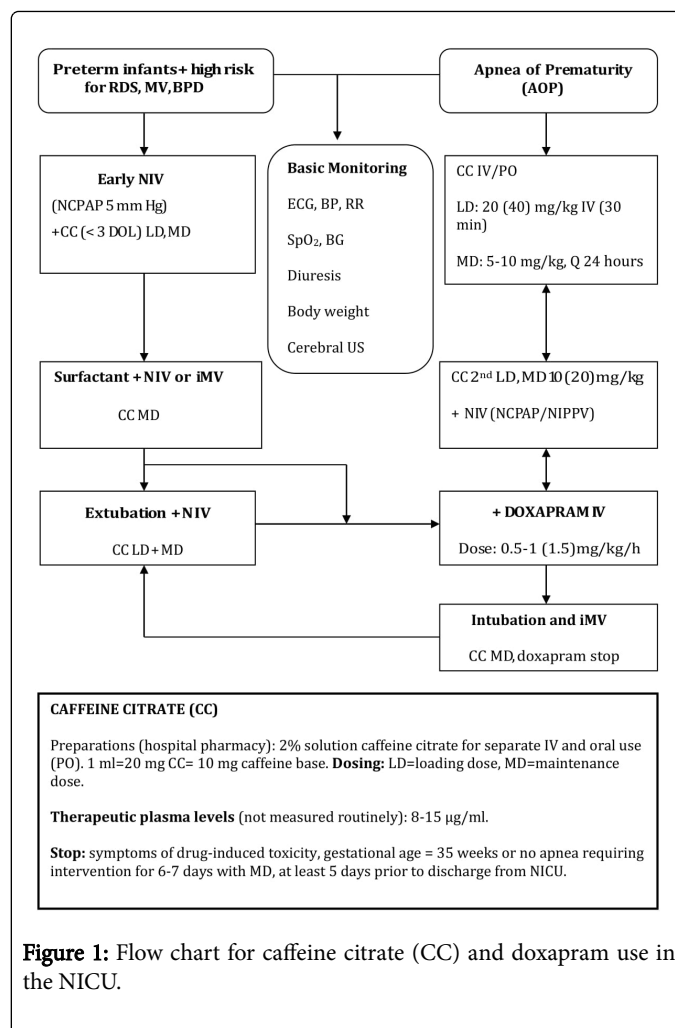 Preterm infants+ high risk
for RDS, MV,BPD
Apnea of Prematurity
(AOP)
Early NIV
(NCPAP 5 mm Hg)
+CC (< 3 DOL) LD, MD
Basic Monitoring
ECG, BP, RR
SpO₂, BG
Diuresis
Body weight
Cerebral US
CC IV/PO
LD: 20 (40) mg/kg IV (30
min)
MD: 5-10 mg/kg, Q 24 hours
Surfactant +NIV or iMV
CC MD
CC 2ⁿᵈ LD, MD 10 (20) mg/kg
+ NIV (NCPAP/NIPPV)
Extubation +NIV
CC LD+ MD
+ DOXAPRAM IV
Dose: 0.5-1 (1.5)mg/kg/h
Intubation and iMV
CC MD, doxapram stop
CAFFEINE CITRATE (CC)
Preparations (hospital pharmacy): 2% solution caffeine citrate for separate IV and oral use
(PO). 1 ml=20 mg CC= 10 mg caffeine base. Dosing: LD=loading dose, MD=maintenance
dose.
Therapeutic plasma levels (not measured routinely): 8-15 µg/ml.
Stop: symptoms of drug-induced toxicity, gestational age = 35 weeks or no apnea requiring
intervention for 6-7 days with MD, at least 5 days prior to discharge from NICU.
Figure 1: Flow chart for caffeine citrate (CC) and doxapram use in
the NICU.